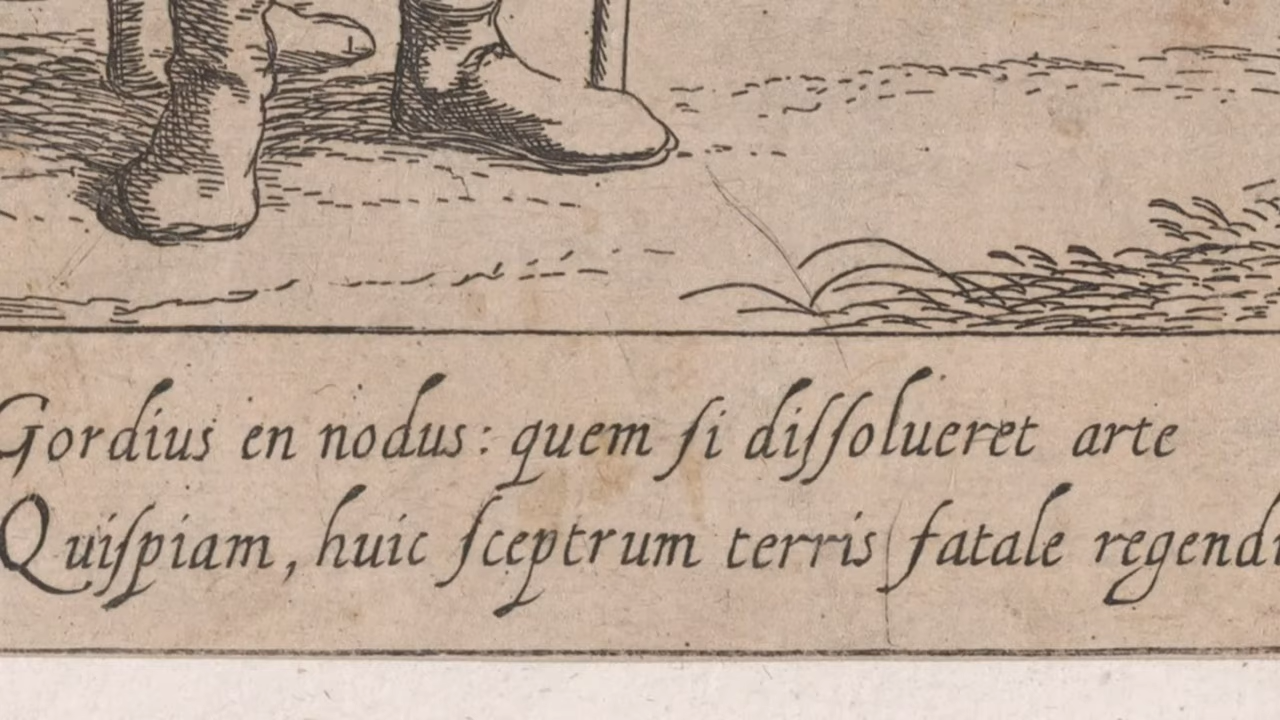 Gordius en nodus: quem ſi diſſolueret arte
Quiſpiam, huic ſceptrum terris fatale regendi